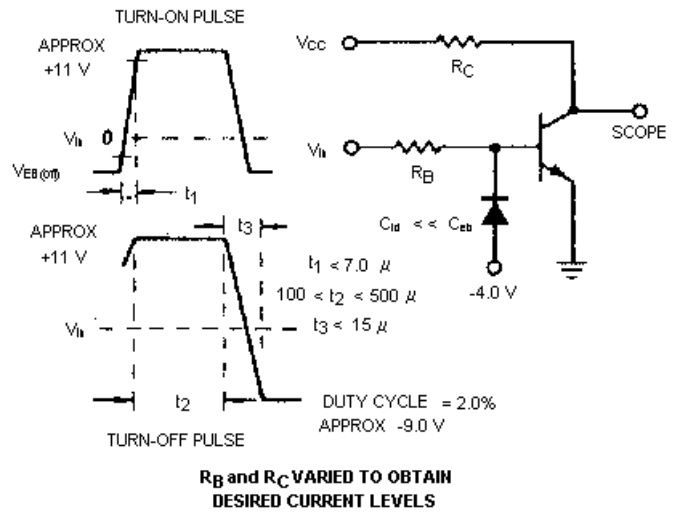 TURN-ON PULSE
APPROX
+11 V
Vin 0
VEB(off)
t1
VCC
RC
SCOPE
Vin
RB
Cjd << Ceb
-4.0 V
APPROX
+11 V
t3
t1 < 7.0 µ
100 < t2 < 500 µ
t3 < 15 µ
Vin
t2
DUTY CYCLE = 2.0%
APPROX -9.0 V
TURN-OFF PULSE
RB and RC VARIED TO OBTAIN
DESIRED CURRENT LEVELS